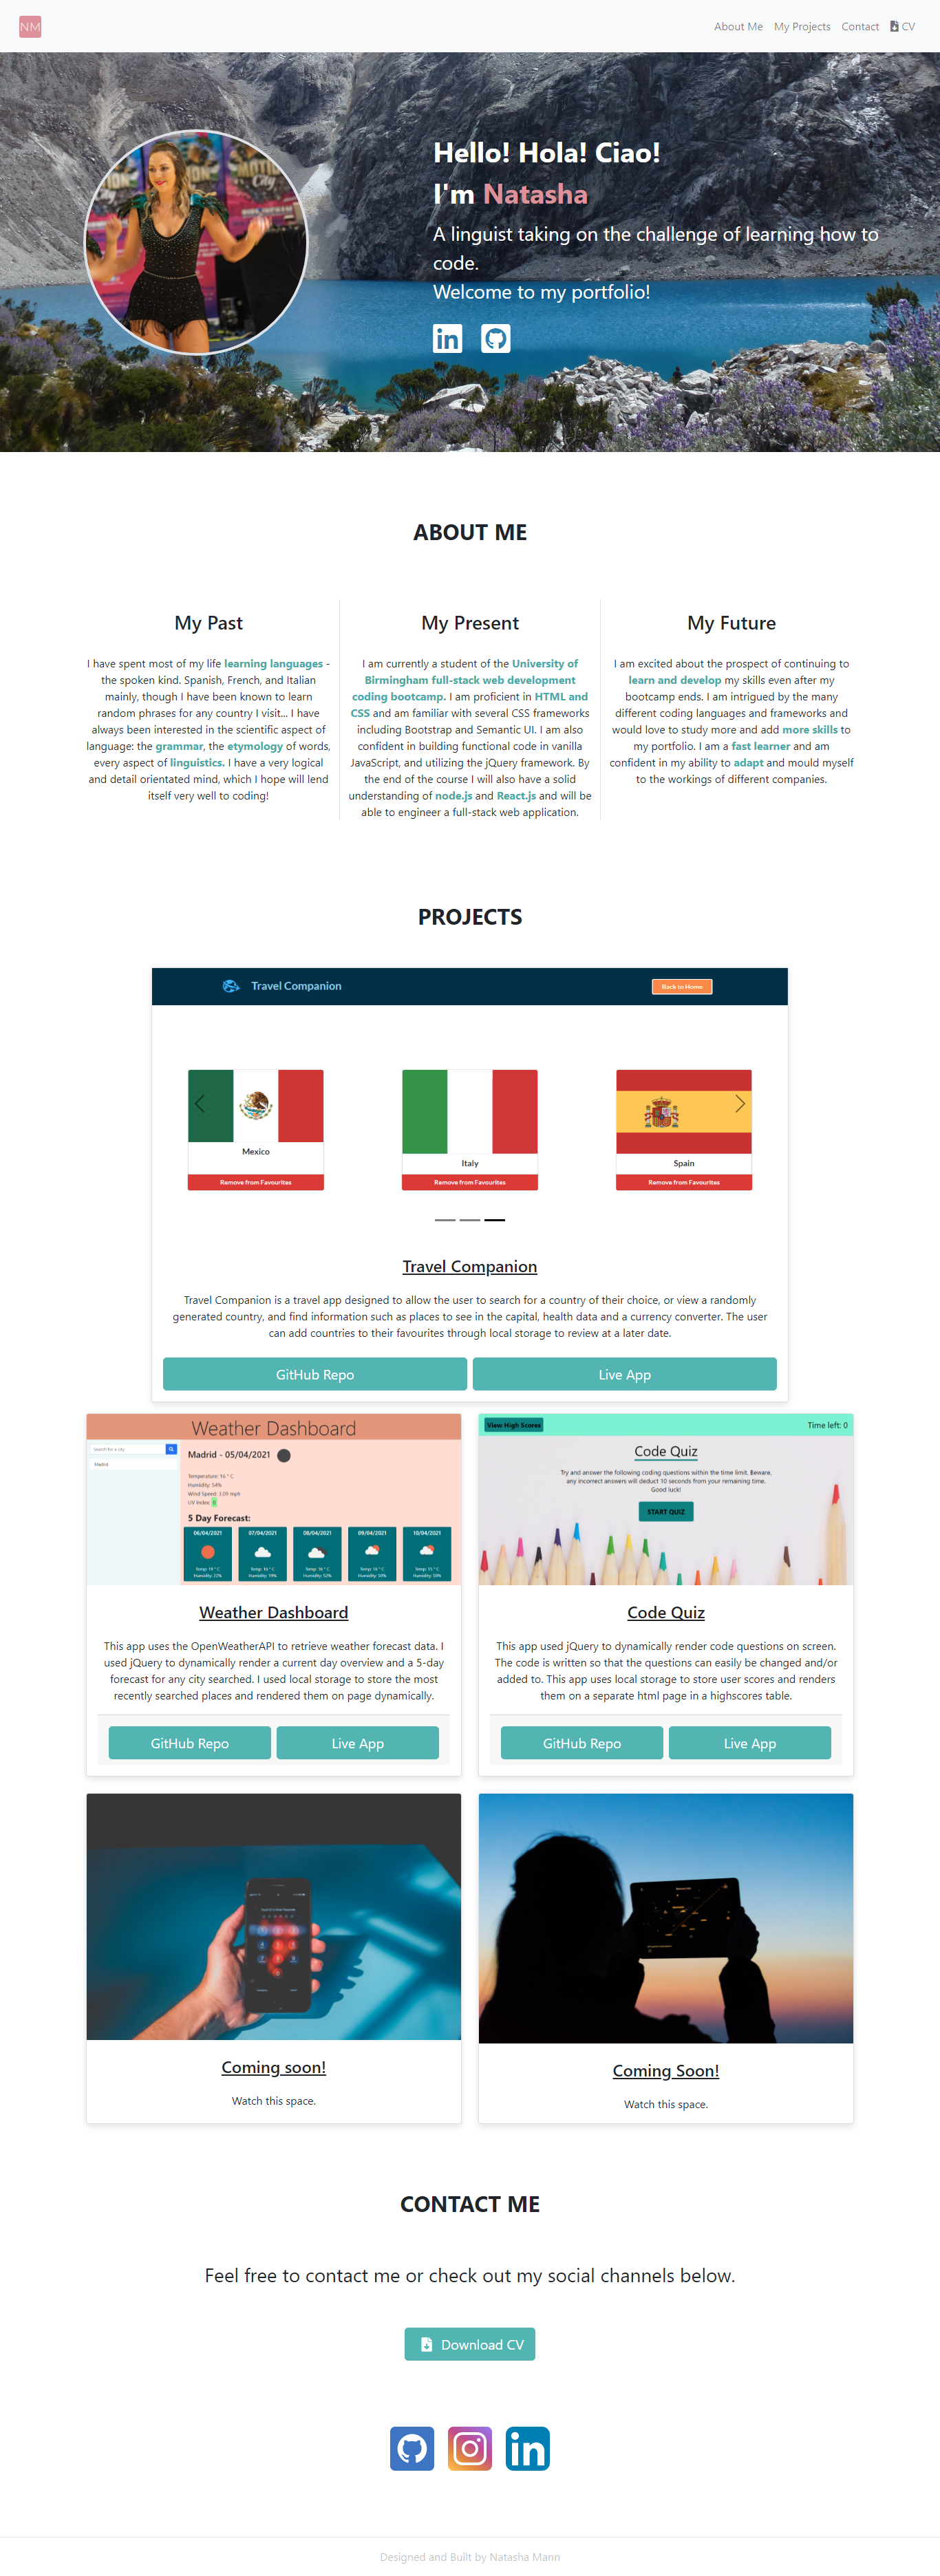 NM
About Me
My Projects
Contact
CV
Hello! Hola! Ciao!
I'm Natasha
A linguist taking on the challenge of learning how to
code.
Welcome to my portfolio!
ABOUT ME
My Past
I have spent most of my life learning languages -
the spoken kind. Spanish, French, and Italian
mainly, though I have been known to learn
random phrases for any country I visit... I have
always been interested in the scientific aspect of
language: the grammar, the etymology of words,
every aspect of linguistics. I have a very logical
and detail orientated mind, which I hope will lend
itself very well to coding!
My Present
I am currently a student of the University of
Birmingham full-stack web development
coding bootcamp. I am proficient in HTML and
CSS and am familiar with several CSS frameworks
including Bootstrap and Semantic UI. I am also
confident in building functional code in vanilla
JavaScript, and utilizing the jQuery framework. By
the end of the course I will also have a solid
understanding of node.js and React.js and will be
able to engineer a full-stack web application.
My Future
I am excited about the prospect of continuing to
learn and develop my skills even after my
bootcamp ends. I am intrigued by the many
different coding languages and frameworks and
would love to study more and add more skills to
my portfolio. I am a fast learner and am
confident in my ability to adapt and mould myself
to the workings of different companies.
PROJECTS
Travel Companion
Back to Home
Mexico
Remove from Favourites
Italy
Remove from Favourites
Spain
Remove from Favourites
Travel Companion
Travel Companion is a travel app designed to allow the user to search for a country of their choice, or view a randomly
generated country, and find information such as places to see in the capital, health data and a currency converter. The user
can add countries to their favourites through local storage to review at a later date.
GitHub Repo
Live App
Weather Dashboard
Search for a city
Madrid
Madrid - 05/04/2021
Temperature: 16 ° C
Humidity: 54%
Wind Speed: 3.09 mph
UV Index:
5 Day Forecast:
06/04/2021
07/04/2021
08/04/2021
09/04/2021
10/04/2021
Weather Dashboard
This app uses the OpenWeatherAPI to retrieve weather forecast data. I
used jQuery to dynamically render a current day overview and a 5-day
forecast for any city searched. I used local storage to store the most
recently searched places and rendered them on page dynamically.
GitHub Repo
Live App
View High Scores
Time left: 0
Code Quiz
Try and answer the following coding questions within the time limit. Beware,
any incorrect answers will deduct 10 seconds from your remaining time.
Good luck!
START QUIZ
Code Quiz
This app used jQuery to dynamically render code questions on screen.
The code is written so that the questions can easily be changed and/or
added to. This app uses local storage to store user scores and renders
them on a separate html page in a highscores table.
GitHub Repo
Live App
Coming soon!
Watch this space.
Coming Soon!
Watch this space.
CONTACT ME
Feel free to contact me or check out my social channels below.
Download CV
Designed and Built by Natasha Mann